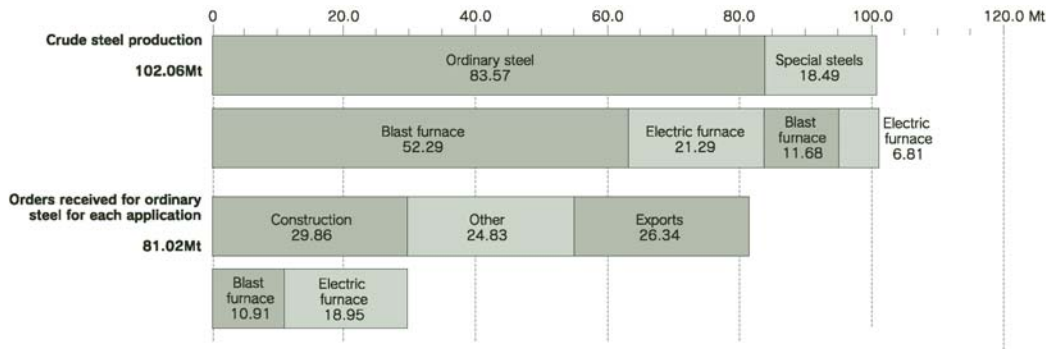 0 20.0 40.0 60.0 80.0 100.0 120.0 Mt
Crude steel production
102.06Mt
Ordinary steel
83.57
Special steels
18.49
Blast furnace
52.29
Electric furnace
21.29
Blast
furnace
11.68
Electric
furnace
6.81
Orders received for ordinary
steel for each application
81.02Mt
Construction
29.86
Other
24.83
Exports
26.34
Blast
furnace
10.91
Electric
furnace
18.95